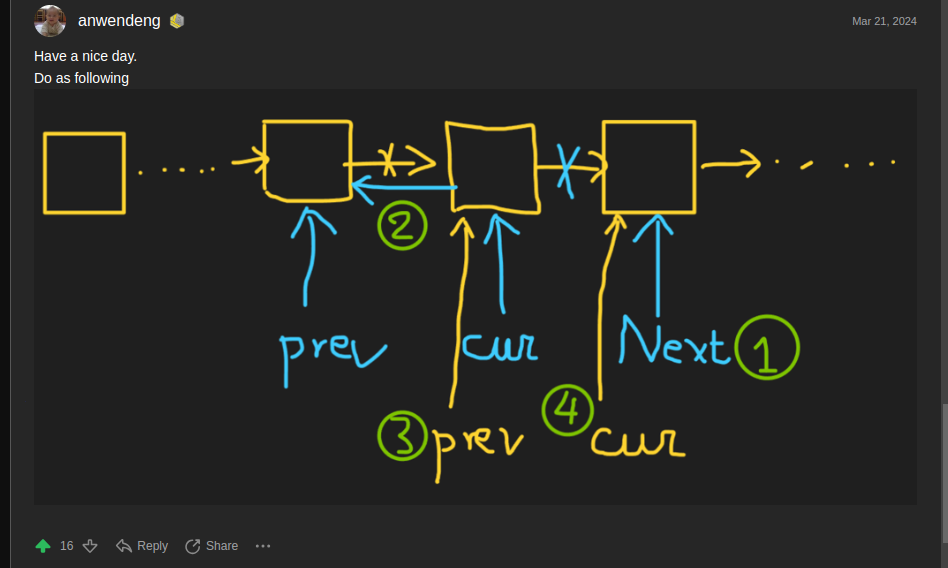 anwendeng
Mar 21, 2024
Have a nice day.
Do as following
②
prev
cur
Next ①
③ prev
④ cur
16
Reply
Share